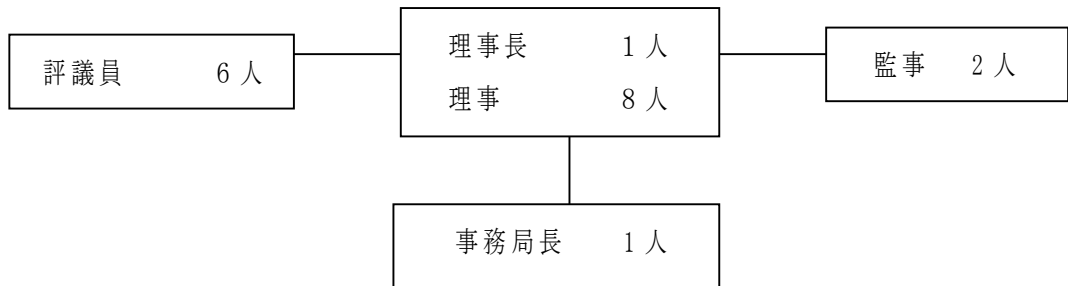 評議員 6人
理事長 1人
理事 8人
監事 2人
事務局長 1人